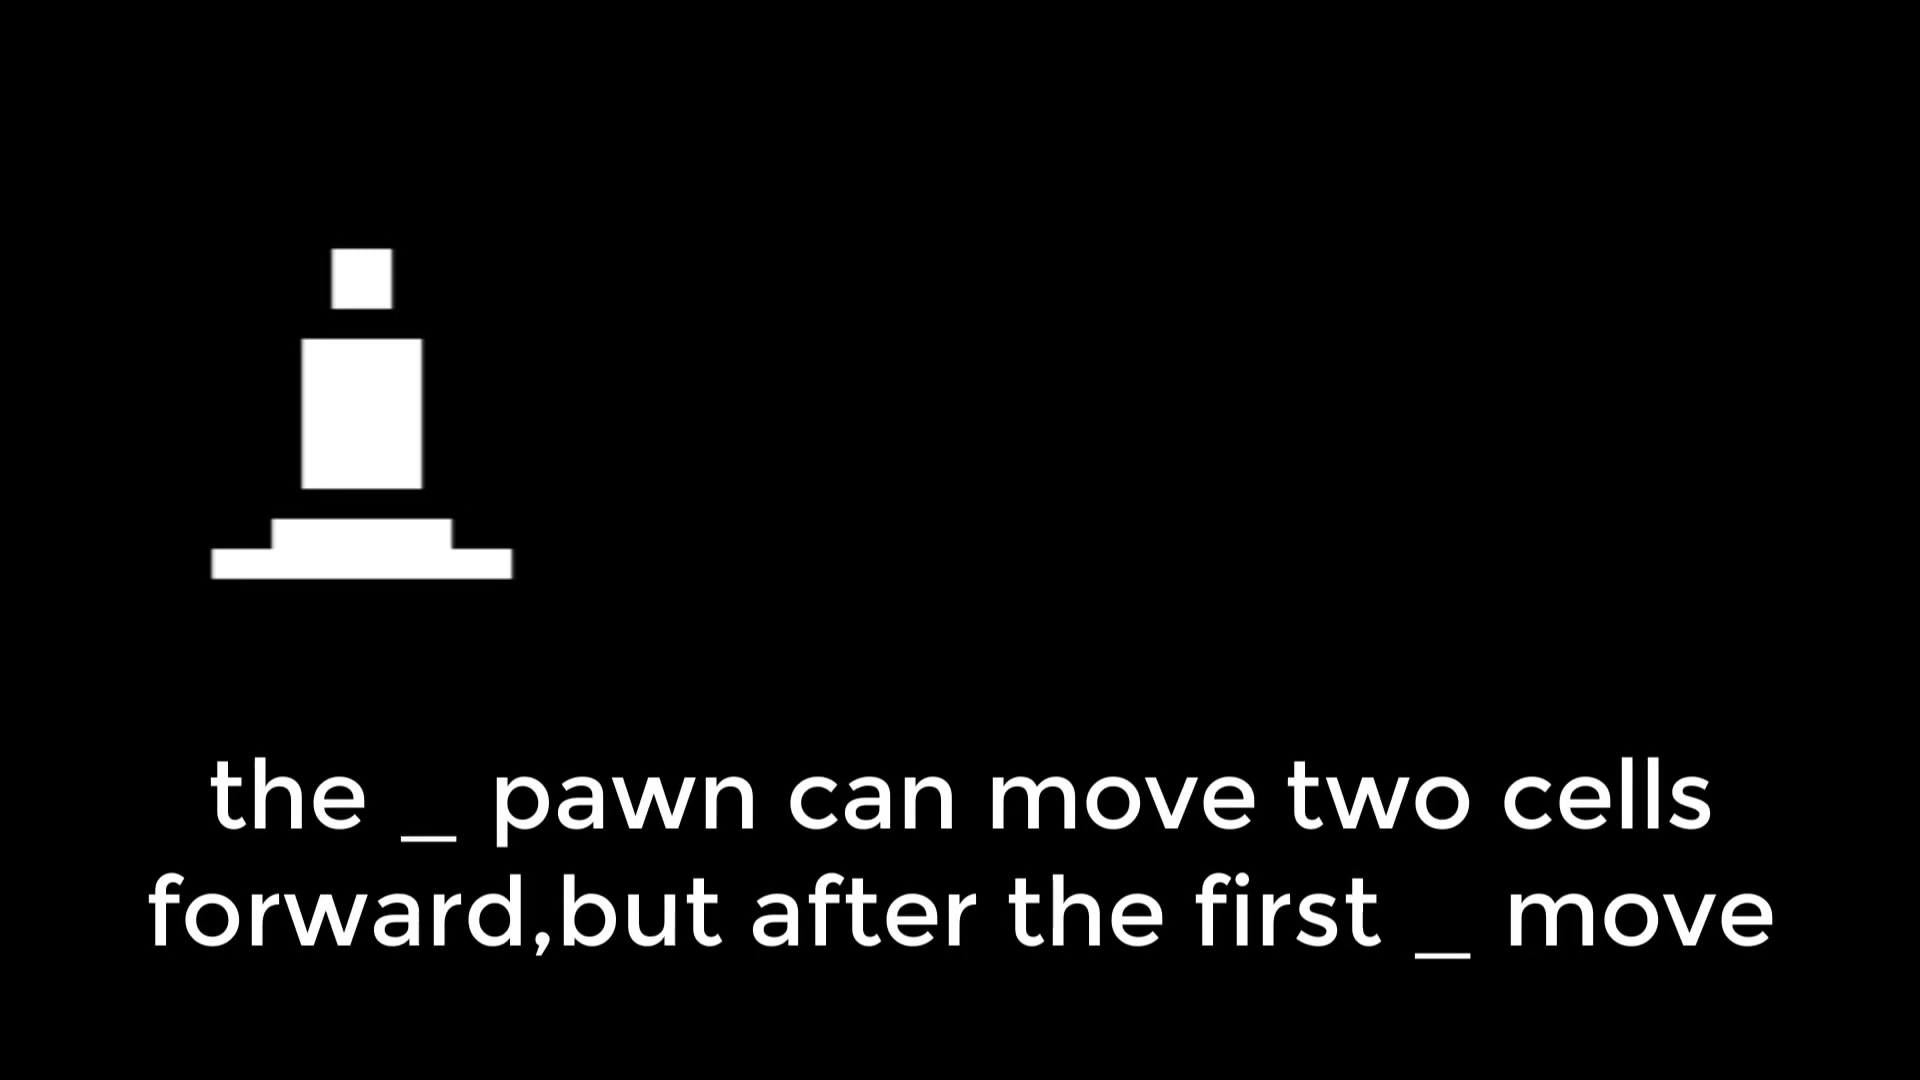 the _ pawn can move two cells
forward,but after the first _ move